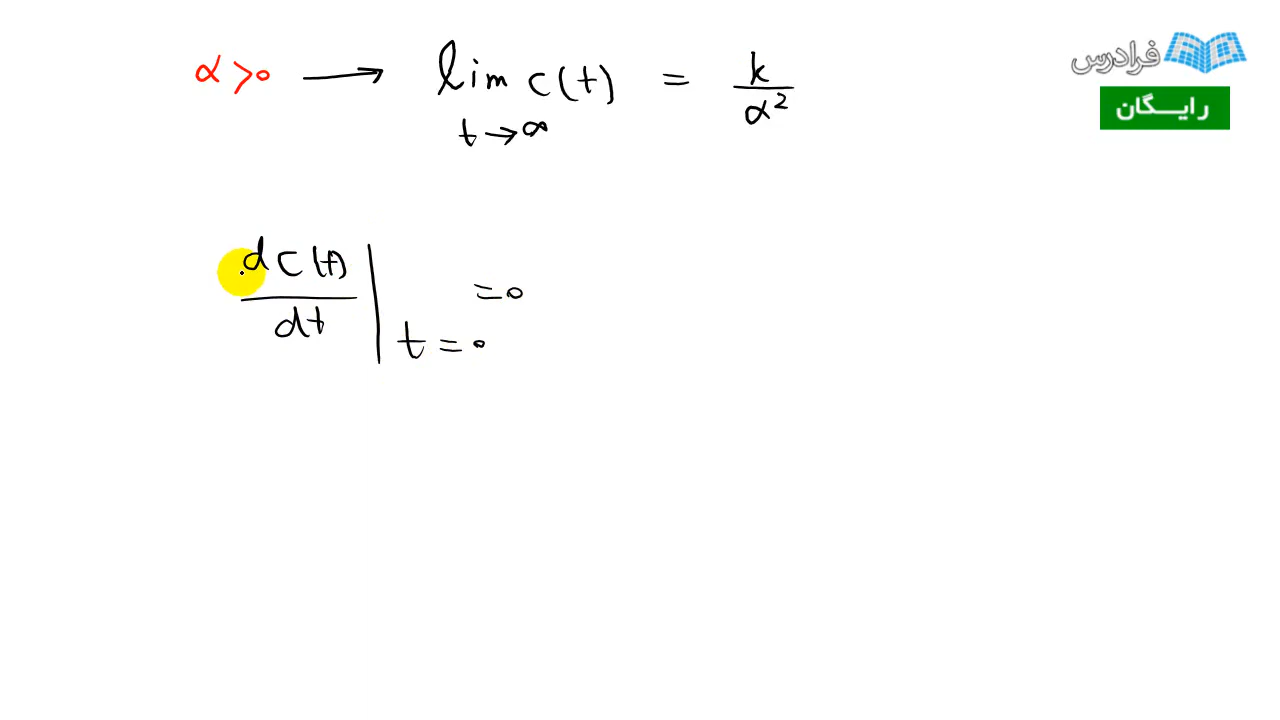 α>0 → lim c(t) = k/α²
t→∞
فرادرس
رایگان
dc(t)/dt | =0
t=0